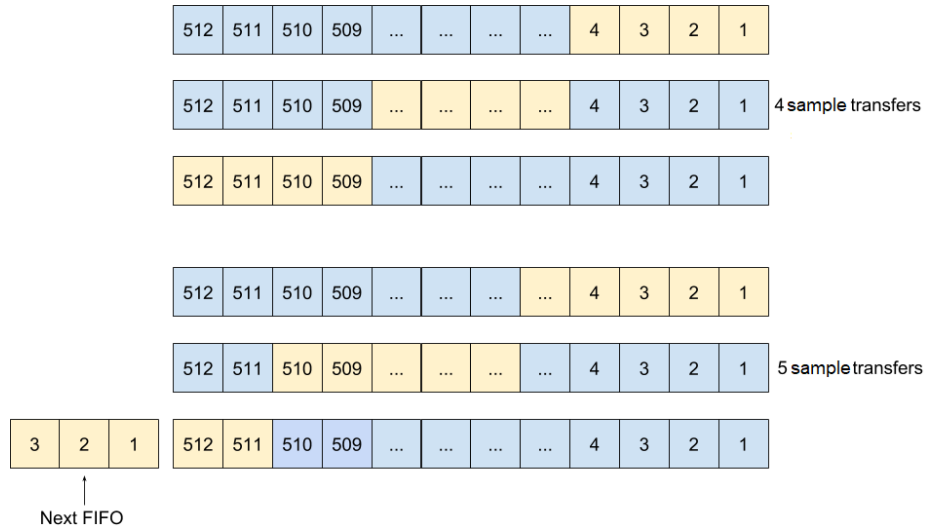 512 511 510 509 ... ... ... ... 4 3 2 1
512 511 510 509 ... ... ... ... 4 3 2 1 4 sample transfers
512 511 510 509 ... ... ... ... 4 3 2 1
512 511 510 509 ... ... ... ... 4 3 2 1
512 511 510 509 ... ... ... ... 4 3 2 1 5 sample transfers
3 2 1 512 511 510 509 ... ... ... ... 4 3 2 1
Next FIFO